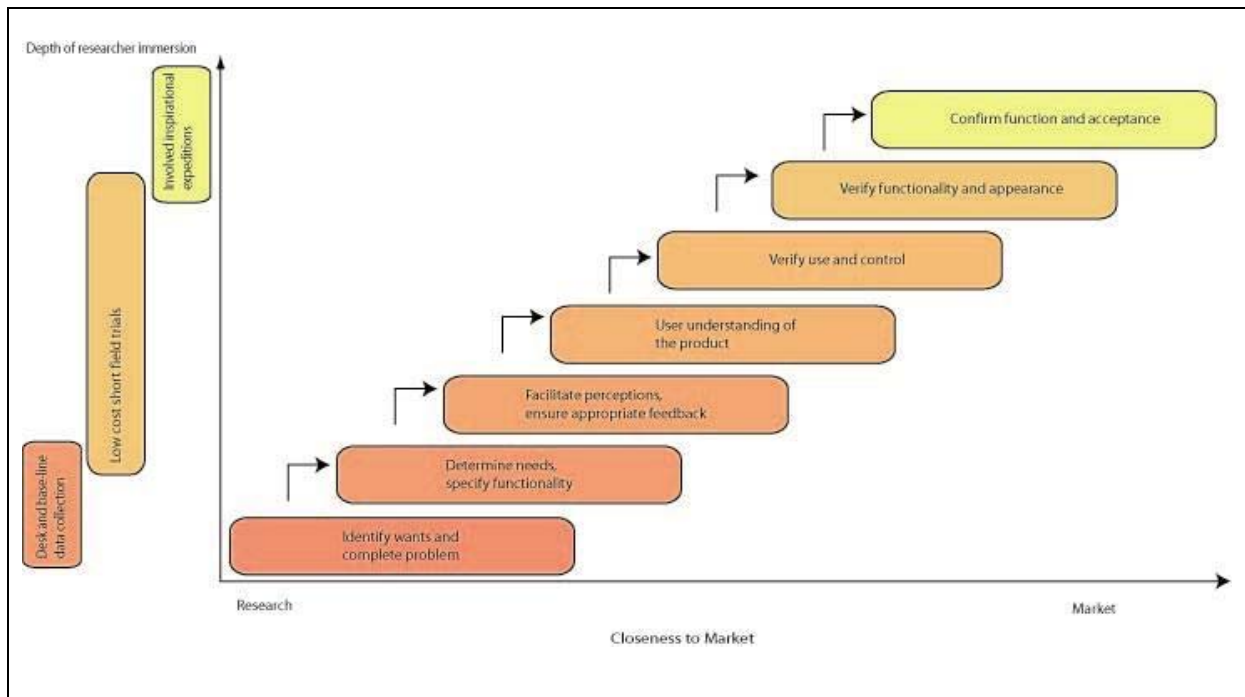 Depth of researcher immersion
Involved inspirational
expeditions
Low cost short field trials
Desk and base-line
data collection
Confirm function and acceptance
Verify functionality and appearance
Verify use and control
User understanding of
the product
Facilitate perceptions,
ensure appropriate feedback
Determine needs,
specify functionality
Identify wants and
complete problem
Research
Market
Closeness to Market